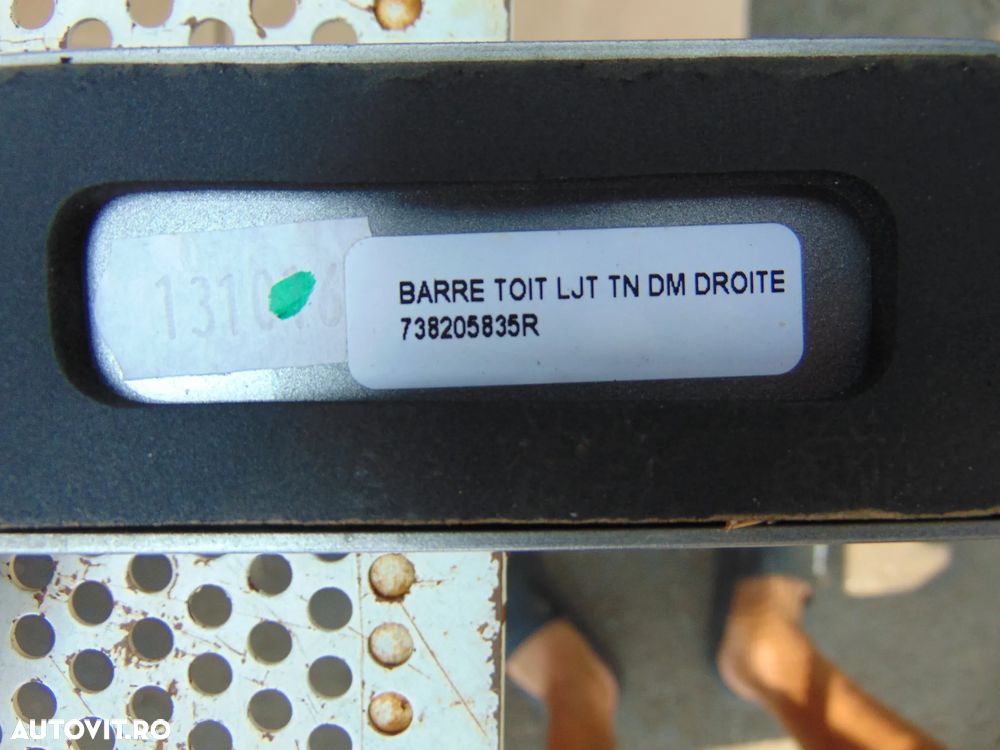 BARRE TOIT LJT TN DM DROITE
738205835R
AUTOVIT.RO